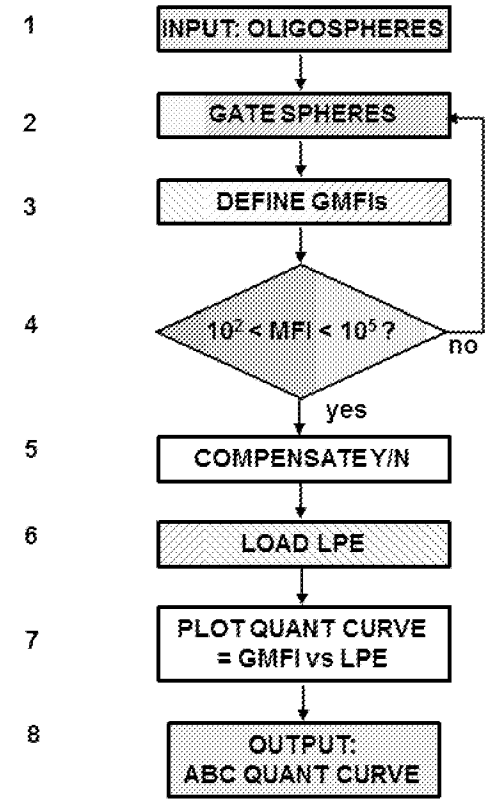 1
INPUT: OLIGOSPHERES
2
GATE SPHERES
3
DEFINE GMFIs
4
10² < MFI < 10⁵ ?
no
yes
5
COMPENSATE Y/N
6
LOAD LPE
7
PLOT QUANT CURVE
= GMFI vs LPE
8
OUTPUT:
ABC QUANT CURVE